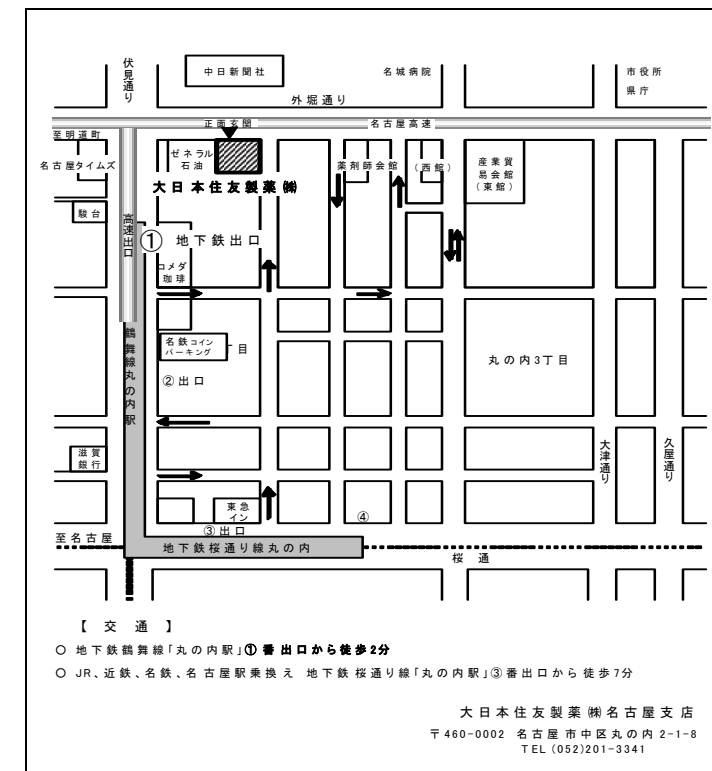 伏見通り
中日新聞社
名城病院
市役所
県庁
外堀通り
正面玄関
名古屋高速
至明道町
名古屋タイムズ
ゼネラル
石油
薬剤師会館
(西館)
産業貿
易会館
(東館)
大日本住友製薬㈱
駿台
高速出口
① 地下鉄出口
コメダ
珈琲
鶴舞線丸の内駅
名鉄コイン
パーキング
丁目
丸の内3丁目
②出口
滋賀
銀行
大津通り
久屋通り
東急
イン
④
③出口
至名古屋
地下鉄桜通り線丸の内
桜通
【 交 通 】
○ 地下鉄鶴舞線「丸の内駅」①番出口から徒歩2分
○ JR、近鉄、名鉄、名古屋駅乗換え 地下鉄桜通り線「丸の内駅」③番出口から徒歩7分
大日本住友製薬㈱名古屋支店
〒460-0002 名古屋市中区丸の内2-1-8
TEL (052)201-3341